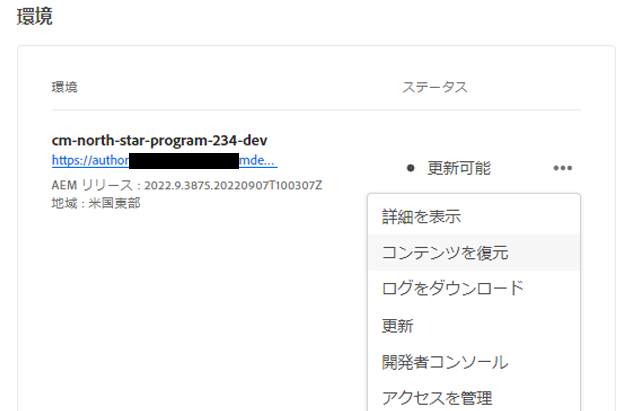 環境
環境 ステータス
cm-north-star-program-234-dev
https://author mde...
更新可能 •••
AEM リリース : 2022.9.3875.20220907T100307Z
地域 : 米国東部
詳細を表示
コンテンツを復元
ログをダウンロード
更新
開発者コンソール
アクセスを管理